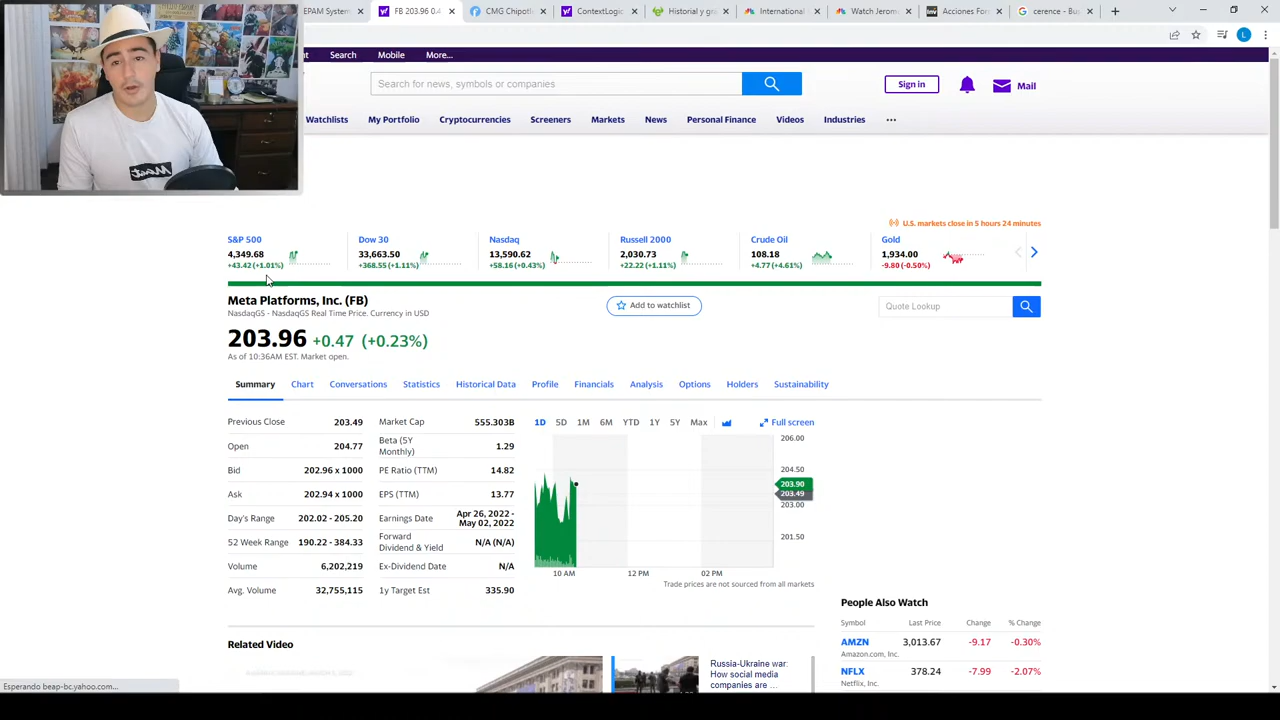 EPAM System
FB 203.96 0.4
CMG Chipotl
ContextLogic
Historial y g
International
Watch Jerom
Acciones For
cerence - Bu
L
Search
Mobile
More...
Search for news, symbols or companies
Sign in
Mail
Watchlists
My Portfolio
Cryptocurrencies
Screeners
Markets
News
Personal Finance
Videos
Industries
...
U.S. markets close in 5 hours 24 minutes
S&P 500
4,349.68
+43.42 (+1.01%)
Dow 30
33,663.50
+368.55 (+1.11%)
Nasdaq
13,590.62
+58.16 (+0.43%)
Russell 2000
2,030.73
+22.22 (+1.11%)
Crude Oil
108.18
+4.77 (+4.61%)
Gold
1,934.00
-9.80 (-0.50%)
Meta Platforms, Inc. (FB)
NasdaqGS - NasdaqGS Real Time Price. Currency in USD
Add to watchlist
Quote Lookup
203.96 +0.47 (+0.23%)
As of 10:36AM EST. Market open.
Summary
Chart
Conversations
Statistics
Historical Data
Profile
Financials
Analysis
Options
Holders
Sustainability
Previous Close 203.49
Open 204.77
Bid 202.96 x 1000
Ask 202.94 x 1000
Day's Range 202.02 - 205.20
52 Week Range 190.22 - 384.33
Volume 6,202,219
Avg. Volume 32,755,115
Market Cap 555.303B
Beta (5Y
Monthly) 1.29
PE Ratio (TTM) 14.82
EPS (TTM) 13.77
Earnings Date Apr 26, 2022 -
May 02, 2022
Forward
Dividend & Yield N/A (N/A)
Ex-Dividend Date N/A
1y Target Est 335.90
1D 5D 1M 6M YTD 1Y 5Y Max
Full screen
206.00
204.50
203.90
203.49
203.00
201.50
10 AM
12 PM
02 PM
Trade prices are not sourced from all markets
People Also Watch
Symbol Last Price Change % Change
AMZN 3,013.67 -9.17 -0.30%
Amazon.com, Inc.
NFLX 378.24 -7.99 -2.07%
Netflix, Inc.
Related Video
Russia-Ukraine war:
How social media
companies are ...
Esperando beap-bc.yahoo.com...